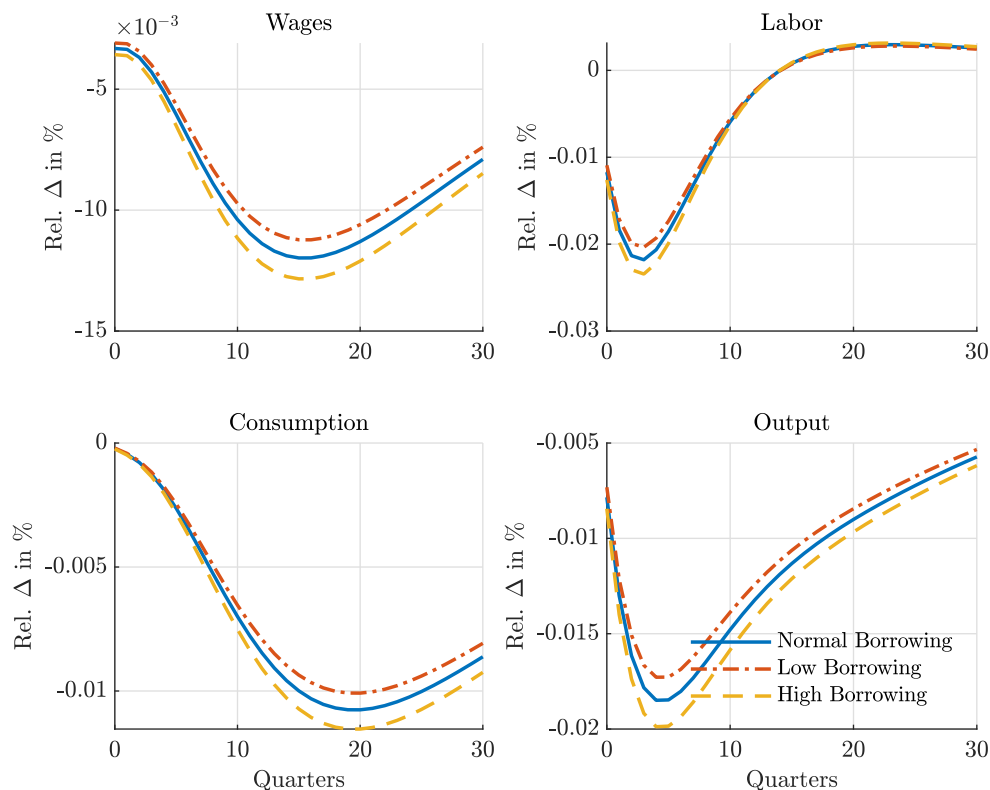 ×10⁻³
Wages
Labor
Rel. Δ in %
-5
-10
-15
0
10
20
30
Rel. Δ in %
0
-0.01
-0.02
-0.03
0
10
20
30
Consumption
Output
Rel. Δ in %
0
-0.005
-0.01
0
10
20
30
Quarters
Rel. Δ in %
-0.005
-0.01
-0.015
-0.02
0
10
20
30
Quarters
Normal Borrowing
Low Borrowing
High Borrowing